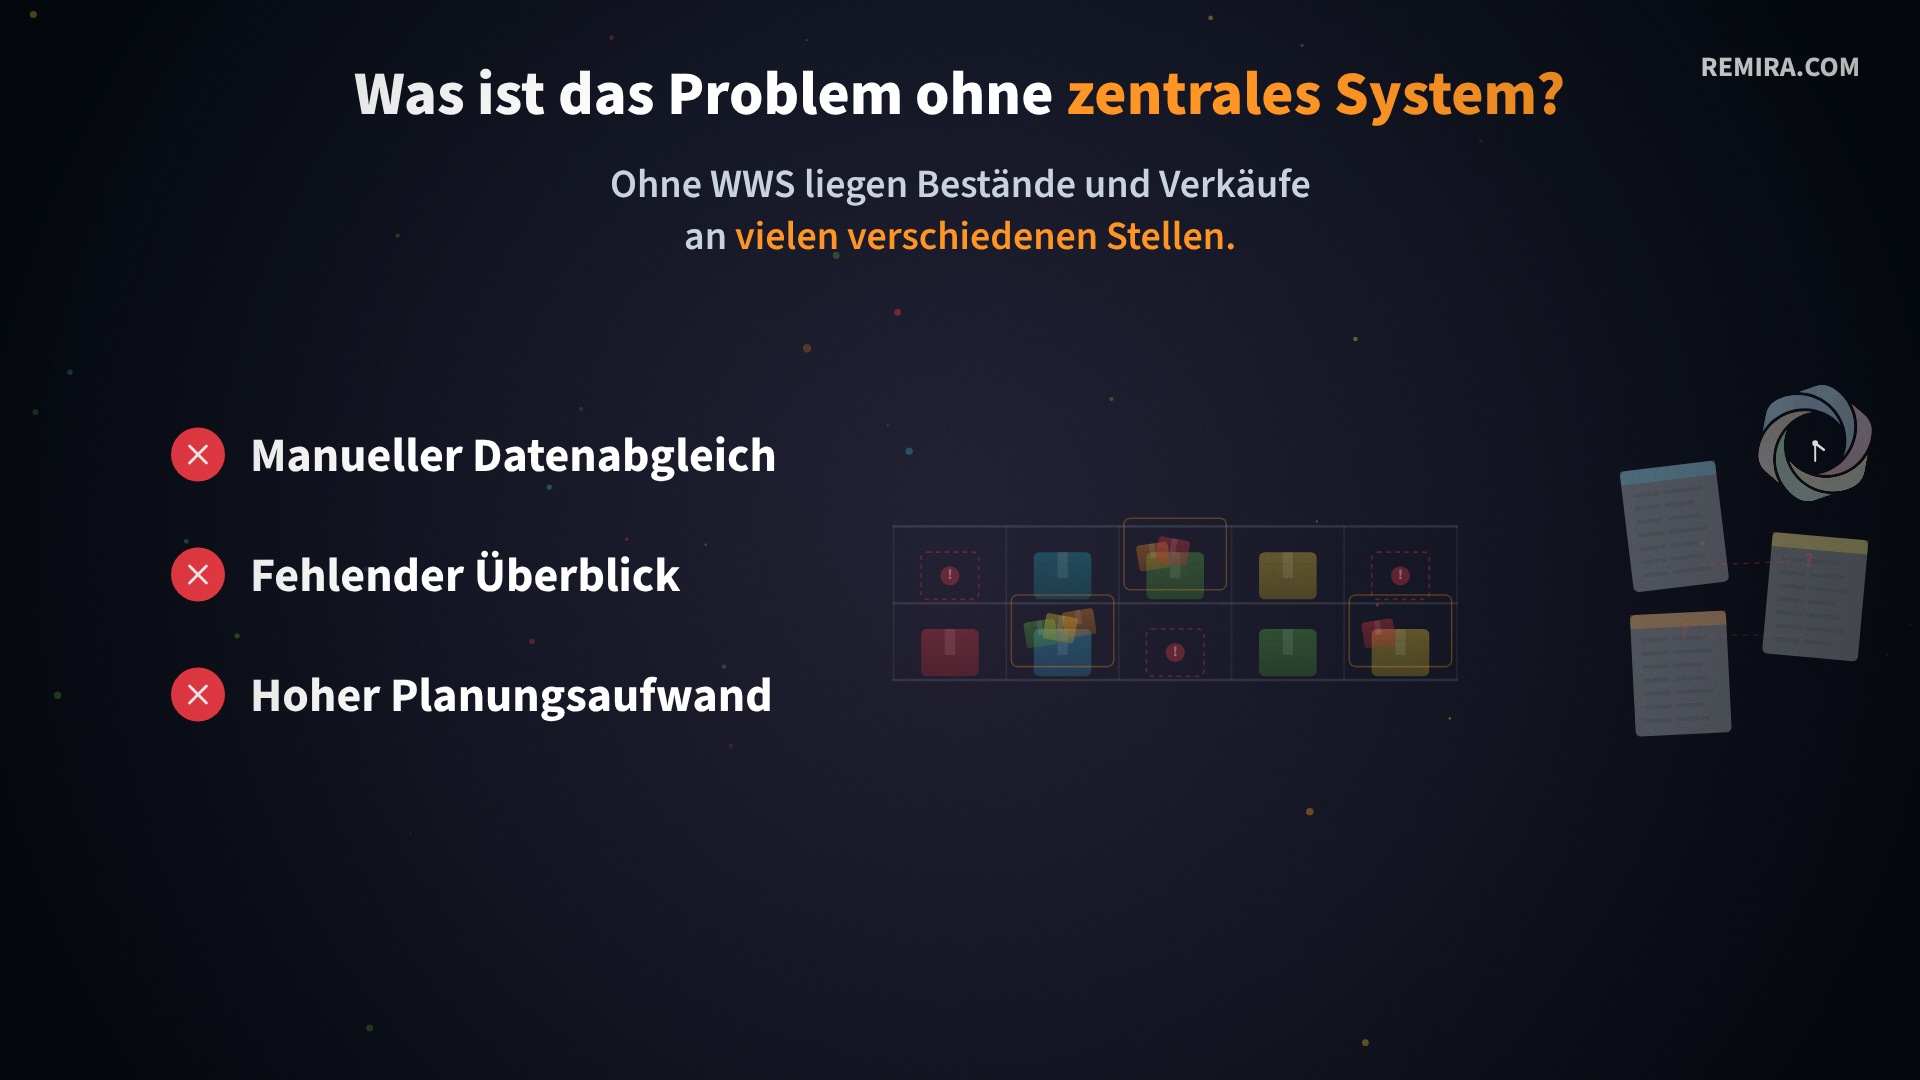 REMIRA.COM
Was ist das Problem ohne zentrales System?
Ohne WWS liegen Bestände und Verkäufe
an vielen verschiedenen Stellen.
Manueller Datenabgleich
Fehlender Überblick
Hoher Planungsaufwand
!
!
!
?
?